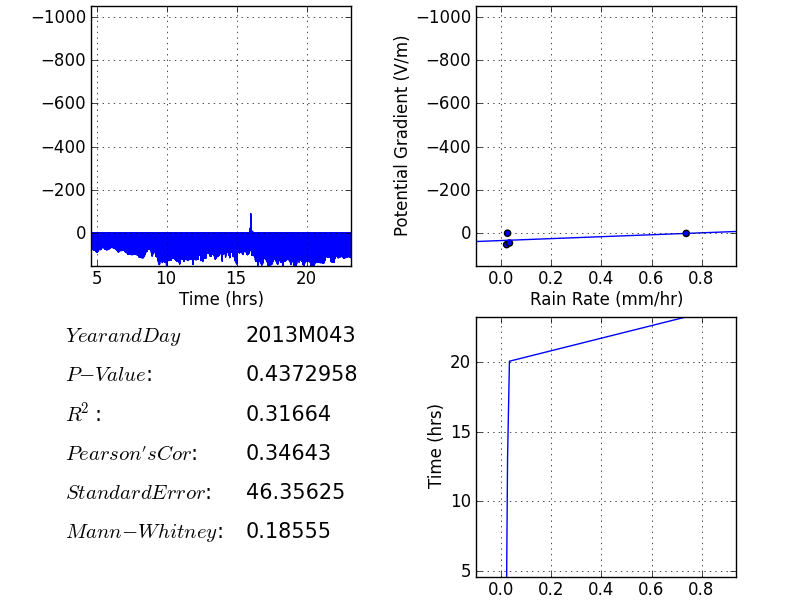 −1000
−800
−600
−400
−200
0
5 10 15 20
Time (hrs)
Potential Gradient (V/m)
−1000
−800
−600
−400
−200
0
0.0 0.2 0.4 0.6 0.8
Rain Rate (mm/hr)
YearandDay 2013M043
P−Value: 0.4372958
R²: 0.31664
Pearson'sCor: 0.34643
StandardError: 46.35625
Mann−Whitney: 0.18555
Time (hrs)
20
15
10
5
0.0 0.2 0.4 0.6 0.8